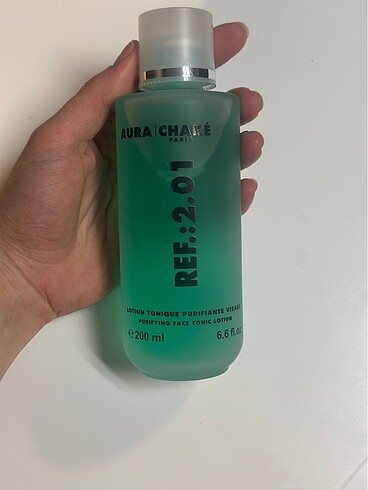 AURA|CHAKÉ
PARIS
REF.:2.01
LOTION TONIQUE PURIFIANTE VISAGE
PURIFYING FACE TONIC LOTION
℮200 ml 6.6 fl.oz